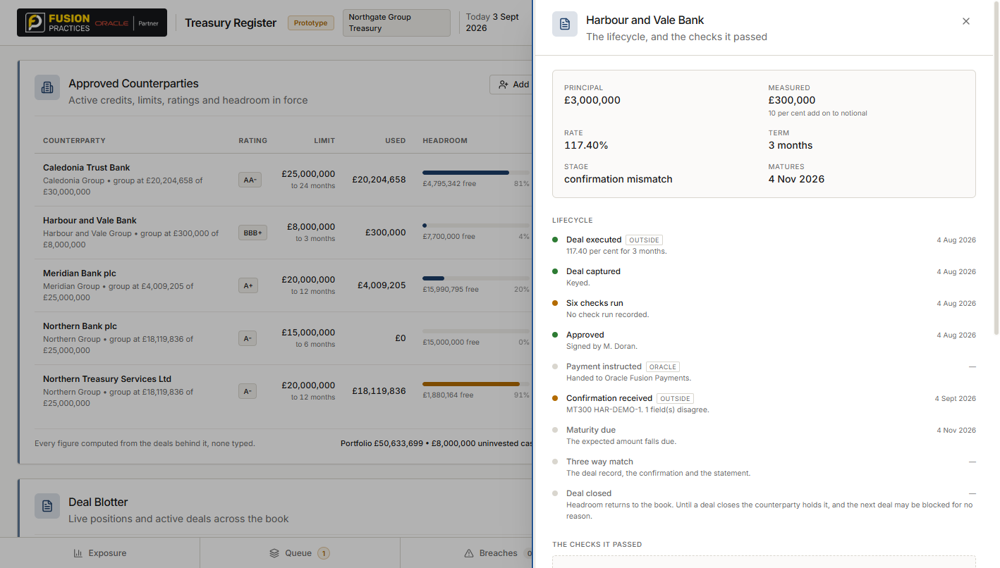 FUSION
PRACTICES
ORACLE
Partner
Treasury Register
Prototype
Northgate Group
Treasury
Today 3 Sept
2026
Approved Counterparties
Active credits, limits, ratings and headroom in force
Add
COUNTERPARTY RATING LIMIT USED HEADROOM
Caledonia Trust Bank
Caledonia Group • group at £20,204,658 of
£30,000,000
AA-
£25,000,000
to 24 months
£20,204,658
£4,795,342 free 81%
Harbour and Vale Bank
Harbour and Vale Group • group at £300,000 of
£8,000,000
BBB+
£8,000,000
to 3 months
£300,000
£7,700,000 free 4%
Meridian Bank plc
Meridian Group • group at £4,009,205 of
£25,000,000
A+
£20,000,000
to 12 months
£4,009,205
£15,990,795 free 20%
Northern Bank plc
Northern Group • group at £18,119,836 of
£25,000,000
A-
£15,000,000
to 6 months
£0
£15,000,000 free 0%
Northern Treasury Services Ltd
Northern Group • group at £18,119,836 of
£25,000,000
A-
£20,000,000
to 12 months
£18,119,836
£1,880,164 free 91%
Every figure computed from the deals behind it, none typed.
Portfolio £50,633,699 • £8,000,000 uninvested cas
Deal Blotter
Live positions and active deals across the book
Exposure
Queue 1
Breaches 0
Harbour and Vale Bank
The lifecycle, and the checks it passed
PRINCIPAL
£3,000,000
MEASURED
£300,000
10 per cent add on to notional
RATE
117.40%
TERM
3 months
STAGE
confirmation mismatch
MATURES
4 Nov 2026
LIFECYCLE
Deal executed OUTSIDE 4 Aug 2026
117.40 per cent for 3 months.
Deal captured 4 Aug 2026
Keyed.
Six checks run 4 Aug 2026
No check run recorded.
Approved 4 Aug 2026
Signed by M. Doran.
Payment instructed ORACLE —
Handed to Oracle Fusion Payments.
Confirmation received OUTSIDE 4 Sept 2026
MT300 HAR-DEMO-1. 1 field(s) disagree.
Maturity due 4 Nov 2026
The expected amount falls due.
Three way match —
The deal record, the confirmation and the statement.
Deal closed —
Headroom returns to the book. Until a deal closes the counterparty holds it, and the next deal may be blocked for no
reason.
THE CHECKS IT PASSED